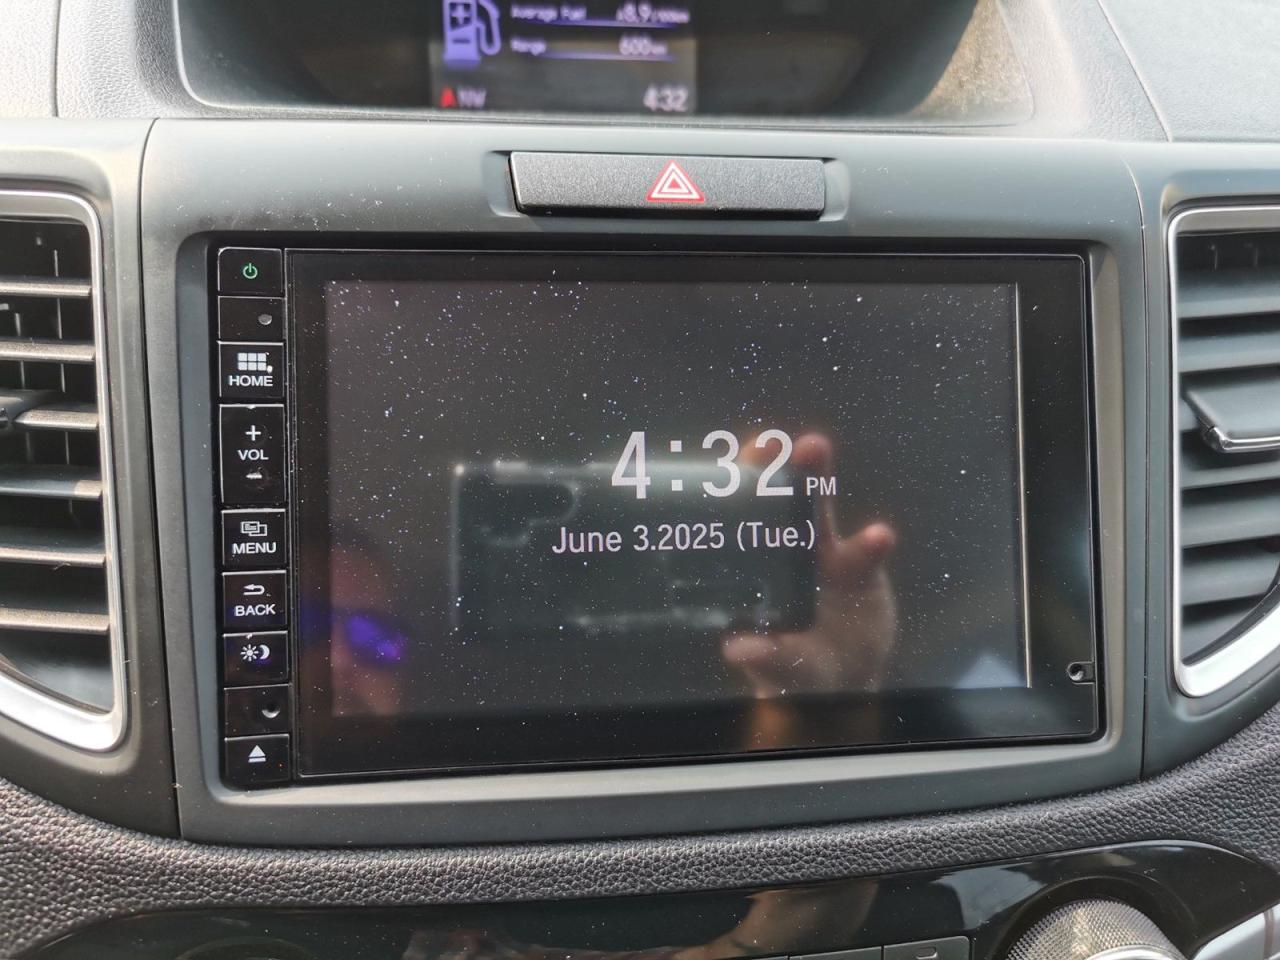 Average Fuel
Range 600km
4:32
HOME
+
VOL
MENU
BACK
4:32 PM
June 3.2025 (Tue.)